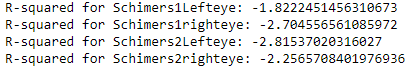 R-squared for Schimers1Lefteye: -1.8222451456310673
R-squared for Schimers1righteye: -2.704556561085972
R-squared for Schimers2Lefteye: -2.81537020316027
R-squared for Schimers2righteye: -2.2565708401976936